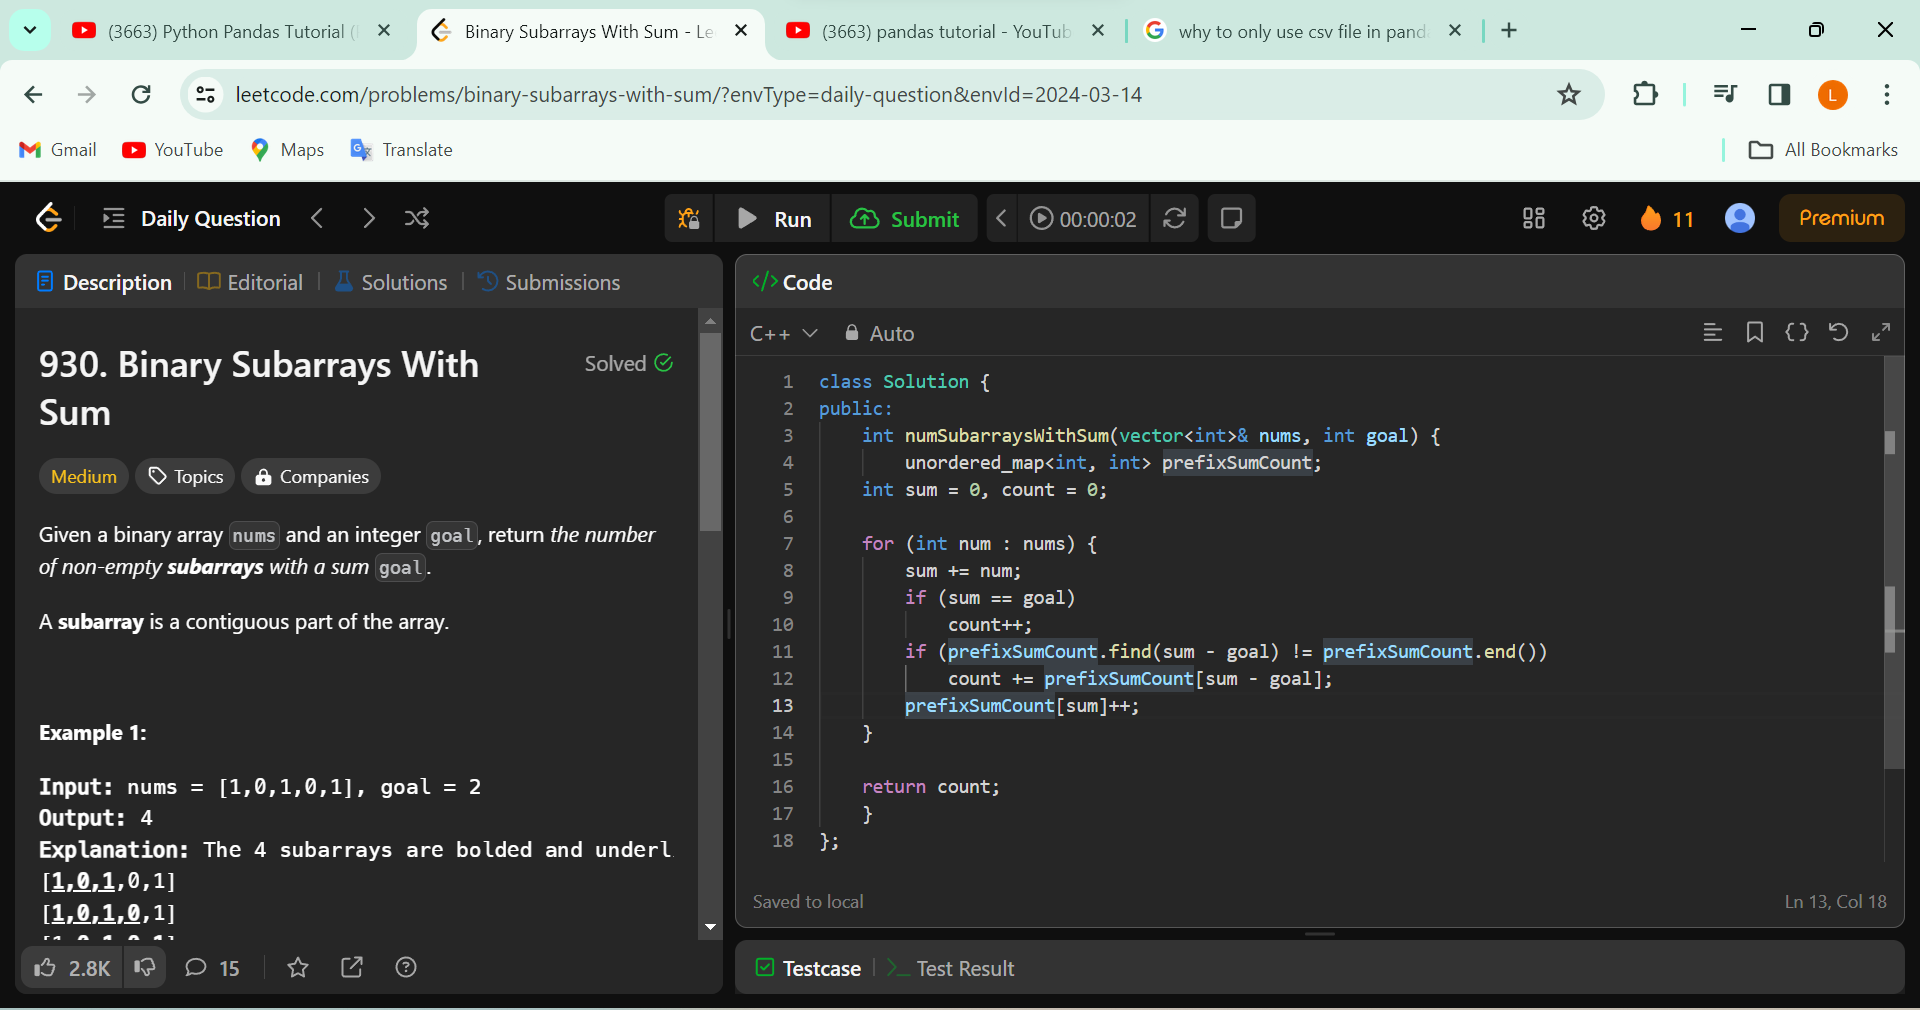 (3663) Python Pandas Tutorial (
Binary Subarrays With Sum - Le
(3663) pandas tutorial - YouTub
why to only use csv file in pand
leetcode.com/problems/binary-subarrays-with-sum/?envType=daily-question&envId=2024-03-14
L
Gmail
YouTube
Maps
Translate
All Bookmarks
Daily Question
Run
Submit
00:00:02
11
Premium
Description
Editorial
Solutions
Submissions
930. Binary Subarrays With
Sum
Solved
Medium
Topics
Companies
Given a binary array nums and an integer goal, return the number
of non-empty subarrays with a sum goal.
A subarray is a contiguous part of the array.
Example 1:
Input: nums = [1,0,1,0,1], goal = 2
Output: 4
Explanation: The 4 subarrays are bolded and underl
[1,0,1,0,1]
[1,0,1,0,1]
2.8K
15
</> Code
C++
Auto
1 class Solution {
2 public:
3 int numSubarraysWithSum(vector<int>& nums, int goal) {
4 unordered_map<int, int> prefixSumCount;
5 int sum = 0, count = 0;
6
7 for (int num : nums) {
8 sum += num;
9 if (sum == goal)
10 count++;
11 if (prefixSumCount.find(sum - goal) != prefixSumCount.end())
12 count += prefixSumCount[sum - goal];
13 prefixSumCount[sum]++;
14 }
15
16 return count;
17 }
18 };
Saved to local
Ln 13, Col 18
Testcase
Test Result